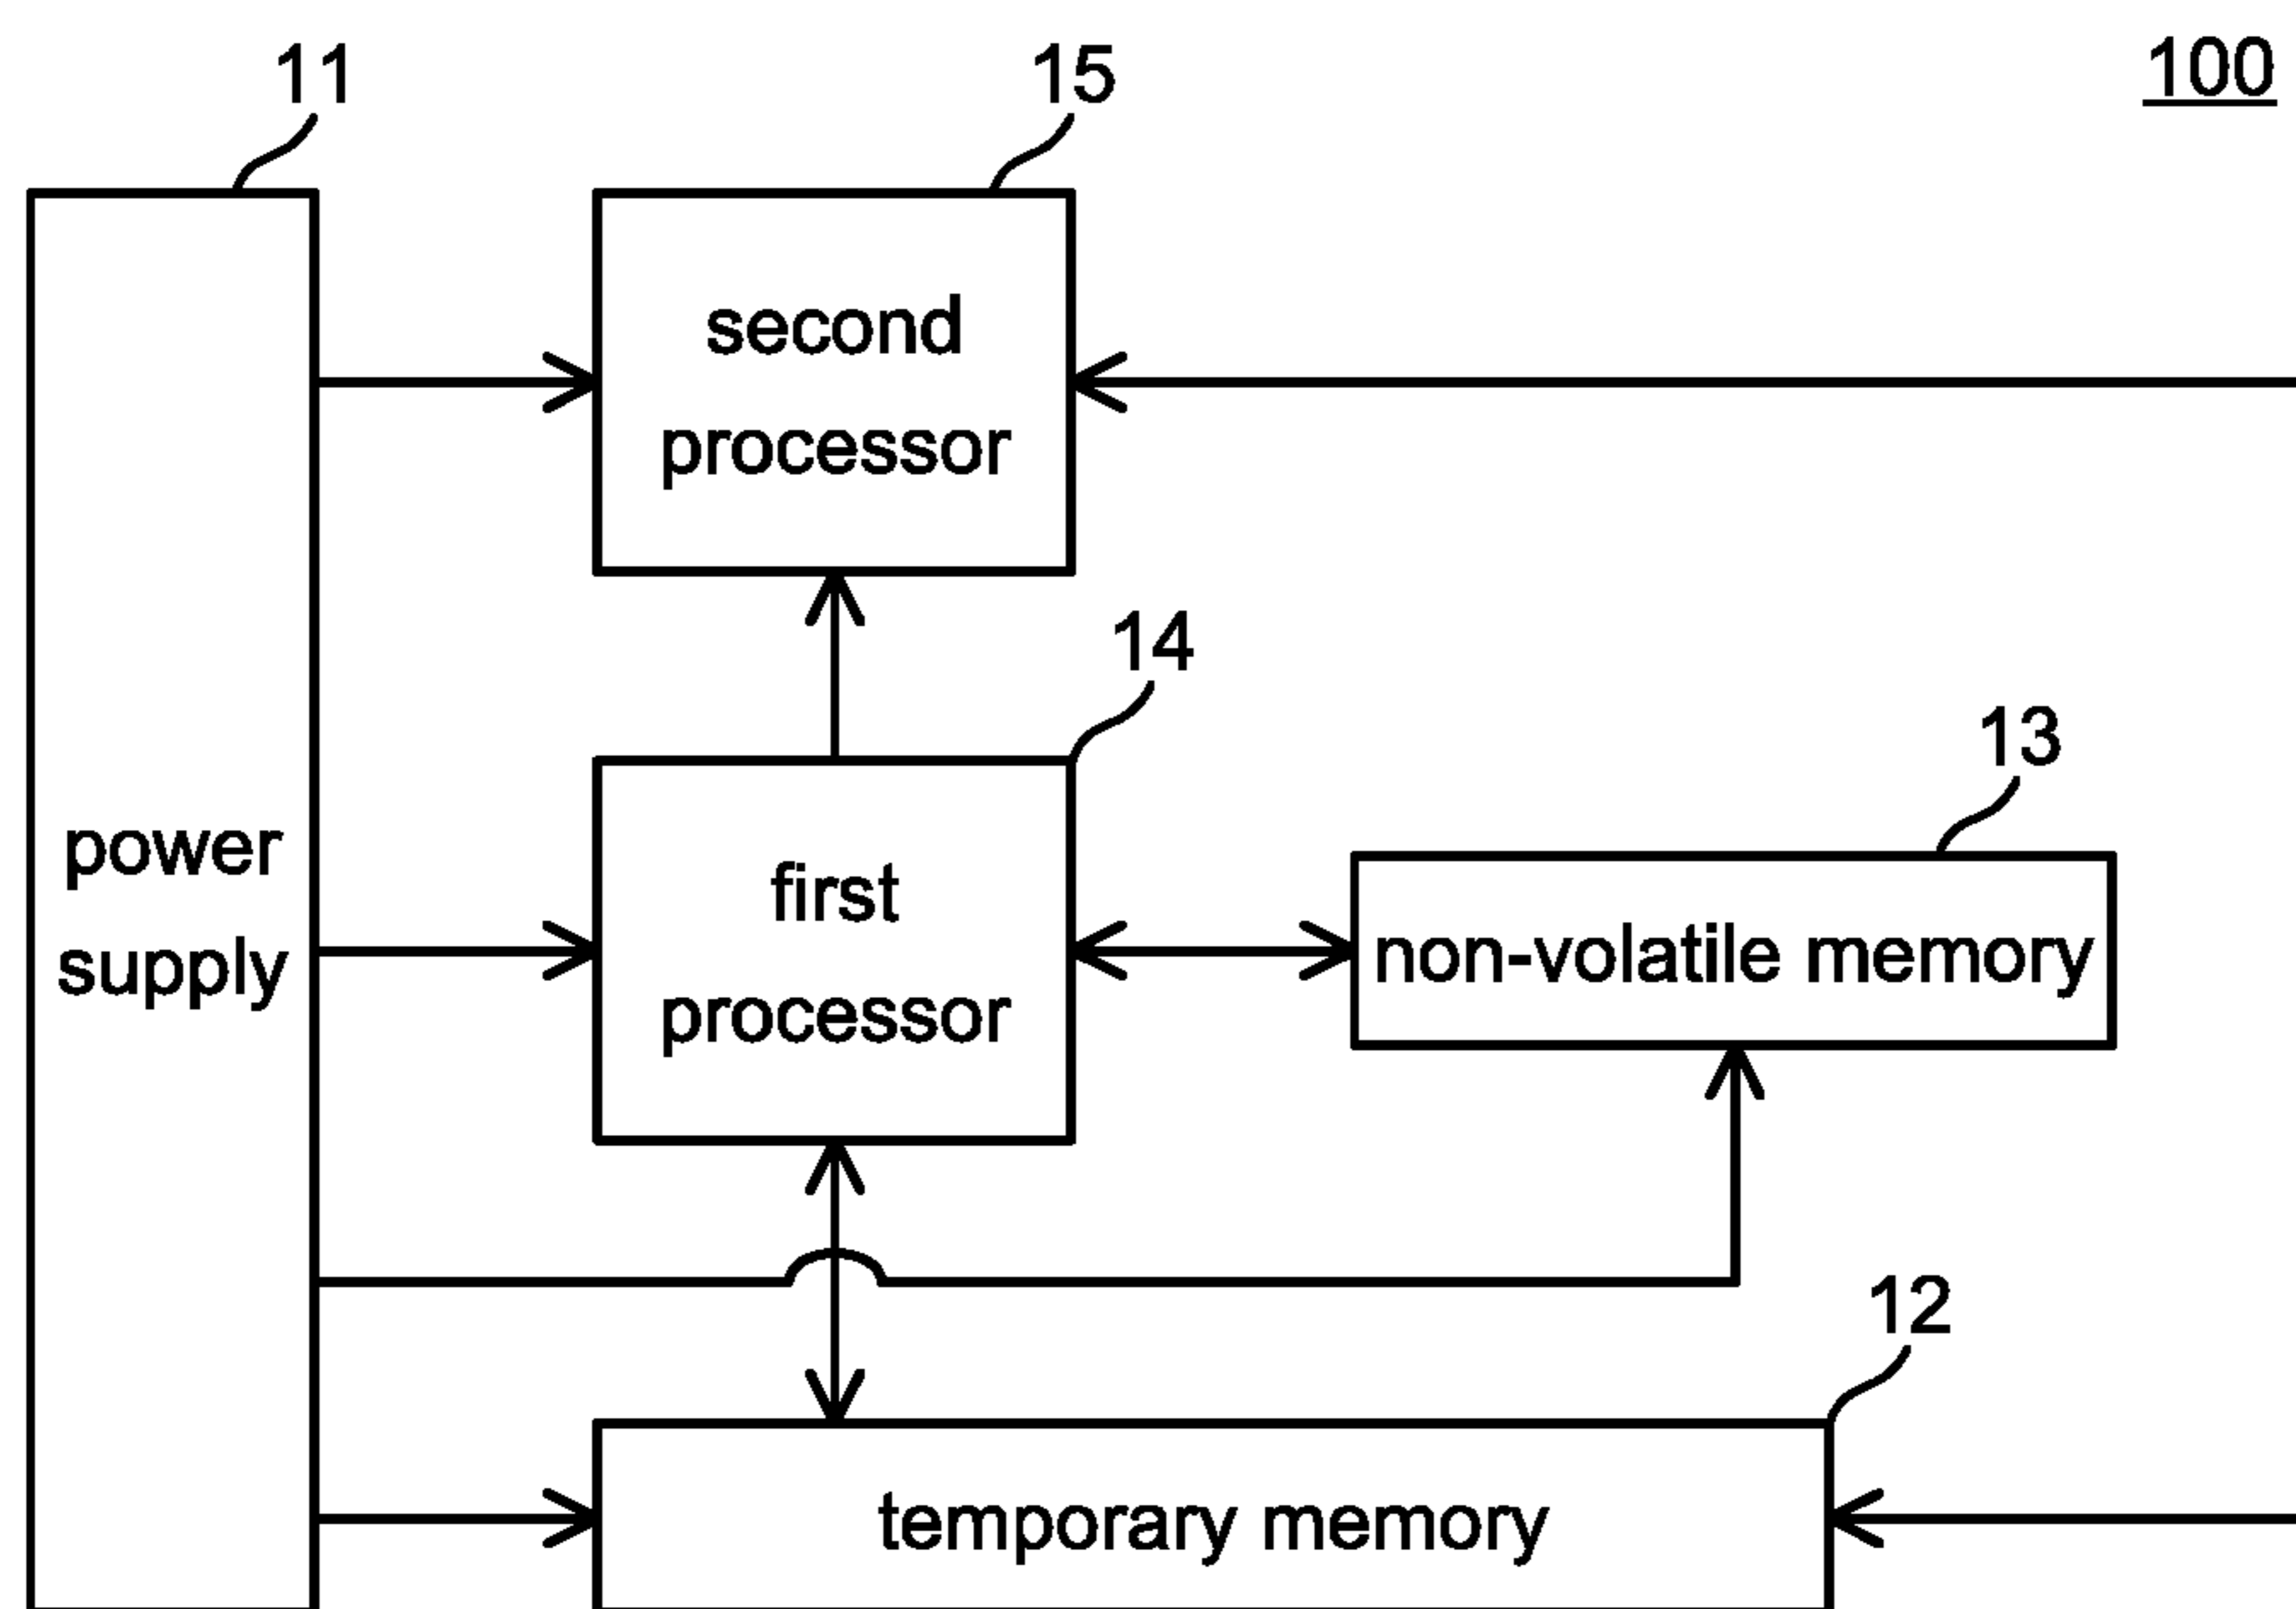 11
15
100
second
processor
14
13
power
supply
first
processor
non-volatile memory
12
temporary memory